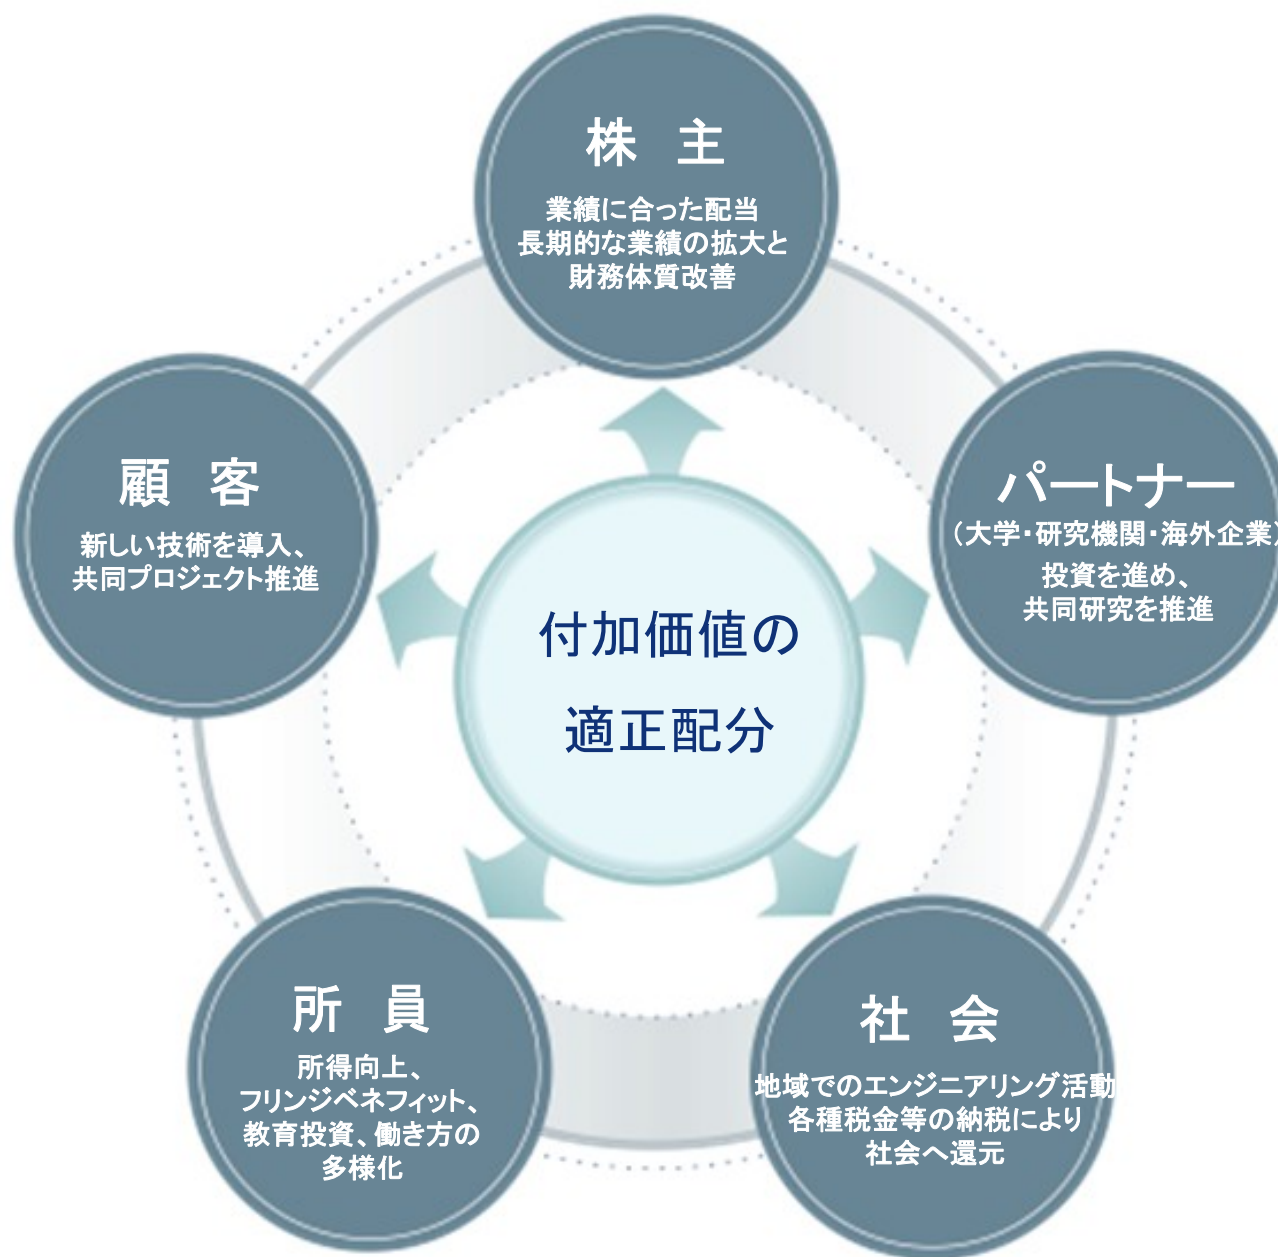 株 主
業績に合った配当
長期的な業績の拡大と
財務体質改善
顧 客
新しい技術を導入、
共同プロジェクト推進
パートナー
（大学・研究機関・海外企業）
投資を進め、
共同研究を推進
付加価値の
適正配分
所 員
所得向上、
フリンジベネフィット、
教育投資、働き方の
多様化
社 会
地域でのエンジニアリング活動
各種税金等の納税により
社会へ還元